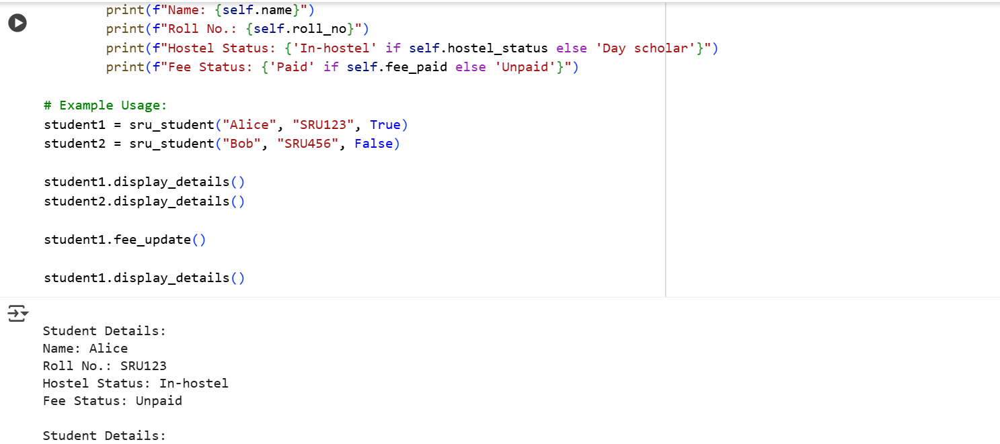 print(f"Name: {self.name}")
print(f"Roll No.: {self.roll_no}")
print(f"Hostel Status: {'In-hostel' if self.hostel_status else 'Day scholar'}")
print(f"Fee Status: {'Paid' if self.fee_paid else 'Unpaid'}")
# Example Usage:
student1 = sru_student("Alice", "SRU123", True)
student2 = sru_student("Bob", "SRU456", False)
student1.display_details()
student2.display_details()
student1.fee_update()
student1.display_details()
Student Details:
Name: Alice
Roll No.: SRU123
Hostel Status: In-hostel
Fee Status: Unpaid
Student Details: